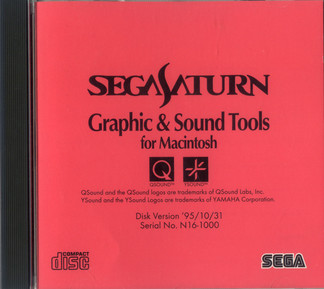 SEGA SATURN
Graphic & Sound Tools
for Macintosh
Q
QSOUND™ YSOUND™
QSound and the QSound logos are trademarks of QSound Labs, Inc.
YSound and the YSound Logos are trademarks of YAMAHA Corporation.
Disk Version '95/10/31
Serial No. N16-1000
COMPACT
disc
SEGA